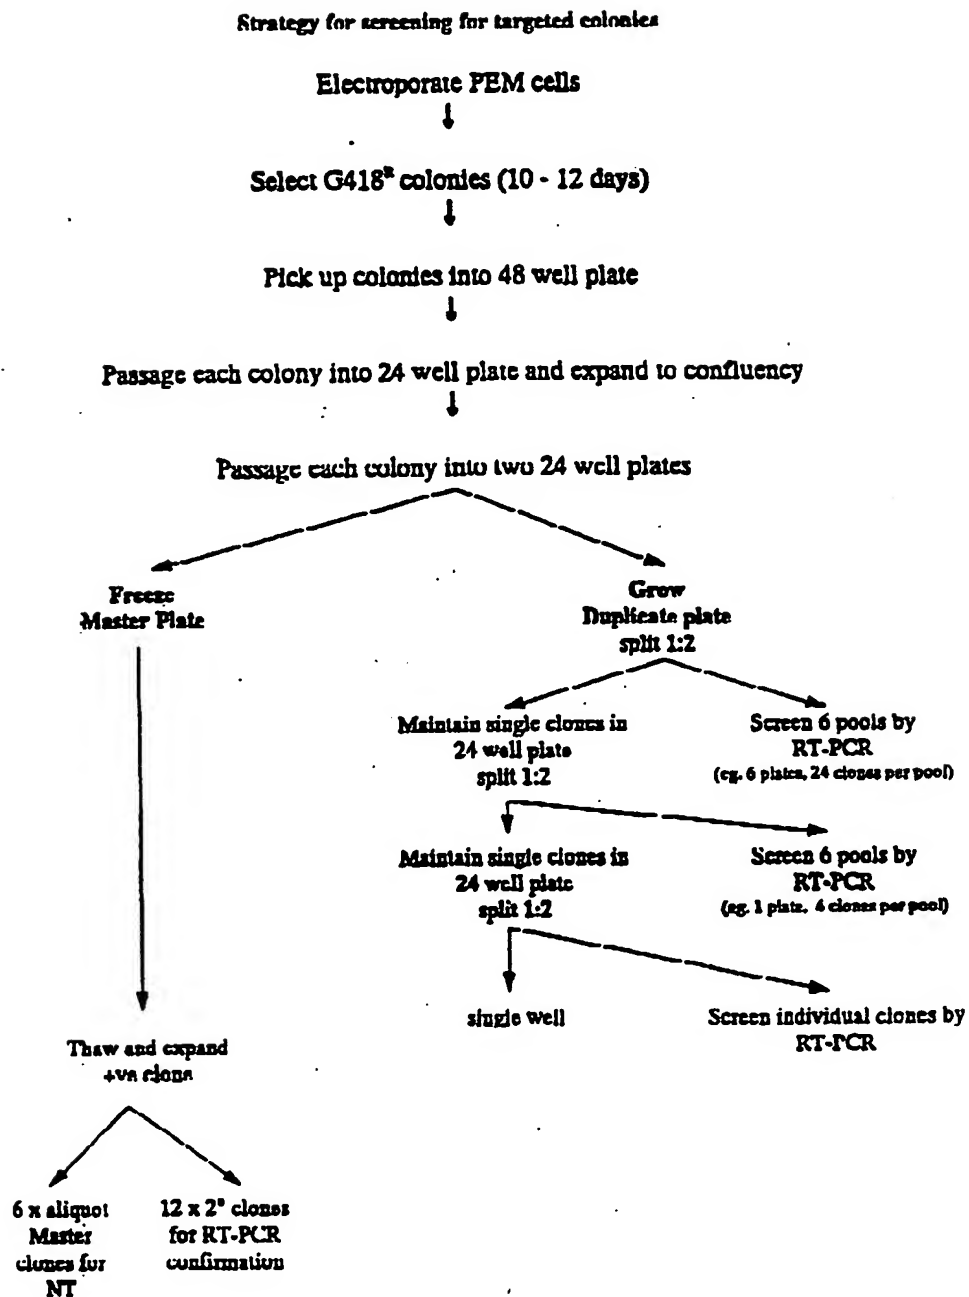 Strategy for screening for targeted colonies
Electroporate PEM cells
Select G418ᴿ colonies (10 - 12 days)
Pick up colonies into 48 well plate
Passage each colony into 24 well plate and expand to confluency
Passage each colony into two 24 well plates
Freeze
Master Plate
Grow
Duplicate plate
split 1:2
Maintain single clones in
24 well plate
split 1:2
Screen 6 pools by
RT-PCR
(eg. 6 plates, 24 clones per pool)
Maintain single clones in
24 well plate
split 1:2
Screen 6 pools by
RT-PCR
(eg. 1 plate, 4 clones per pool)
single well
Screen individual clones by
RT-PCR
Thaw and expand
+ve clone
6 x aliquot
Master
clones for
NT
12 x 2° clones
for RT-PCR
confirmation